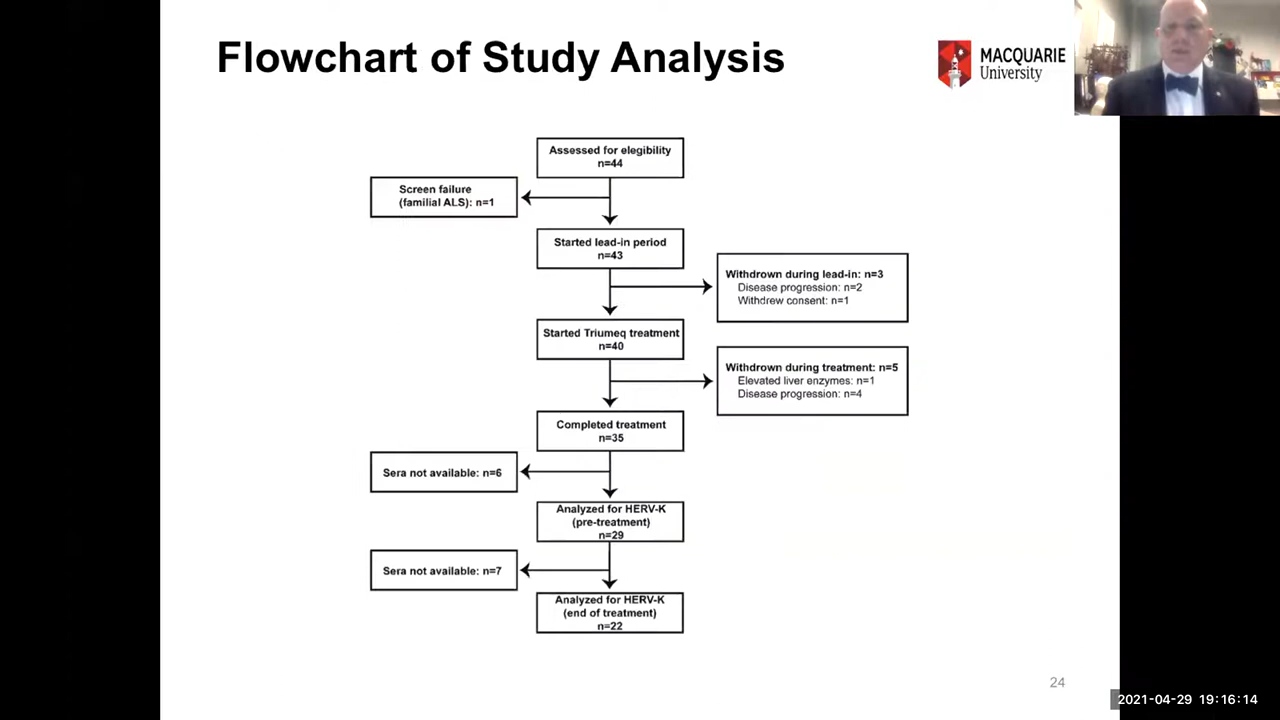 Flowchart of Study Analysis
MACQUARIE
University
Assessed for elegibility
n=44
Screen failure
(familial ALS): n=1
Started lead-in period
n=43
Withdrown during lead-in: n=3
Disease progression: n=2
Withdrew consent: n=1
Started Triumeq treatment
n=40
Withdrown during treatment: n=5
Elevated liver enzymes: n=1
Disease progression: n=4
Completed treatment
n=35
Sera not available: n=6
Analyzed for HERV-K
(pre-treatment)
n=29
Sera not available: n=7
Analyzed for HERV-K
(end of treatment)
n=22
24
2021-04-29 19:16:14